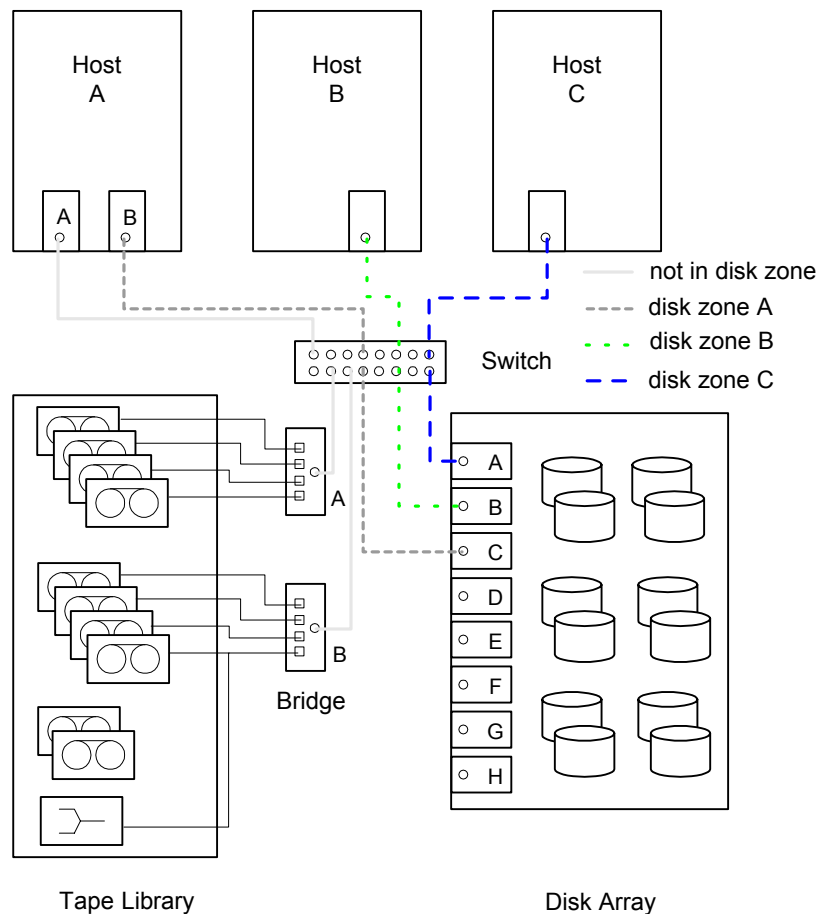 Host
A
Host
B
Host
C
A
B
not in disk zone
disk zone A
disk zone B
disk zone C
Switch
A
B
Bridge
A
B
C
D
E
F
G
H
Tape Library
Disk Array